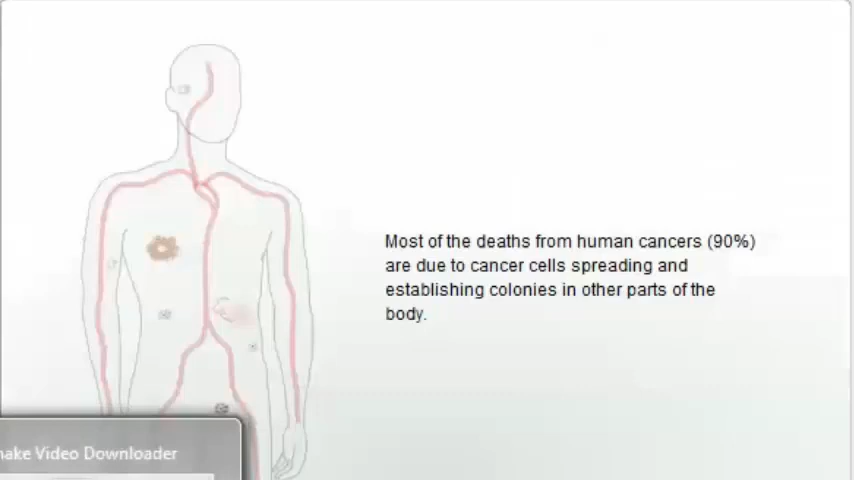 Most of the deaths from human cancers (90%)
are due to cancer cells spreading and
establishing colonies in other parts of the
body.
Video Downloader